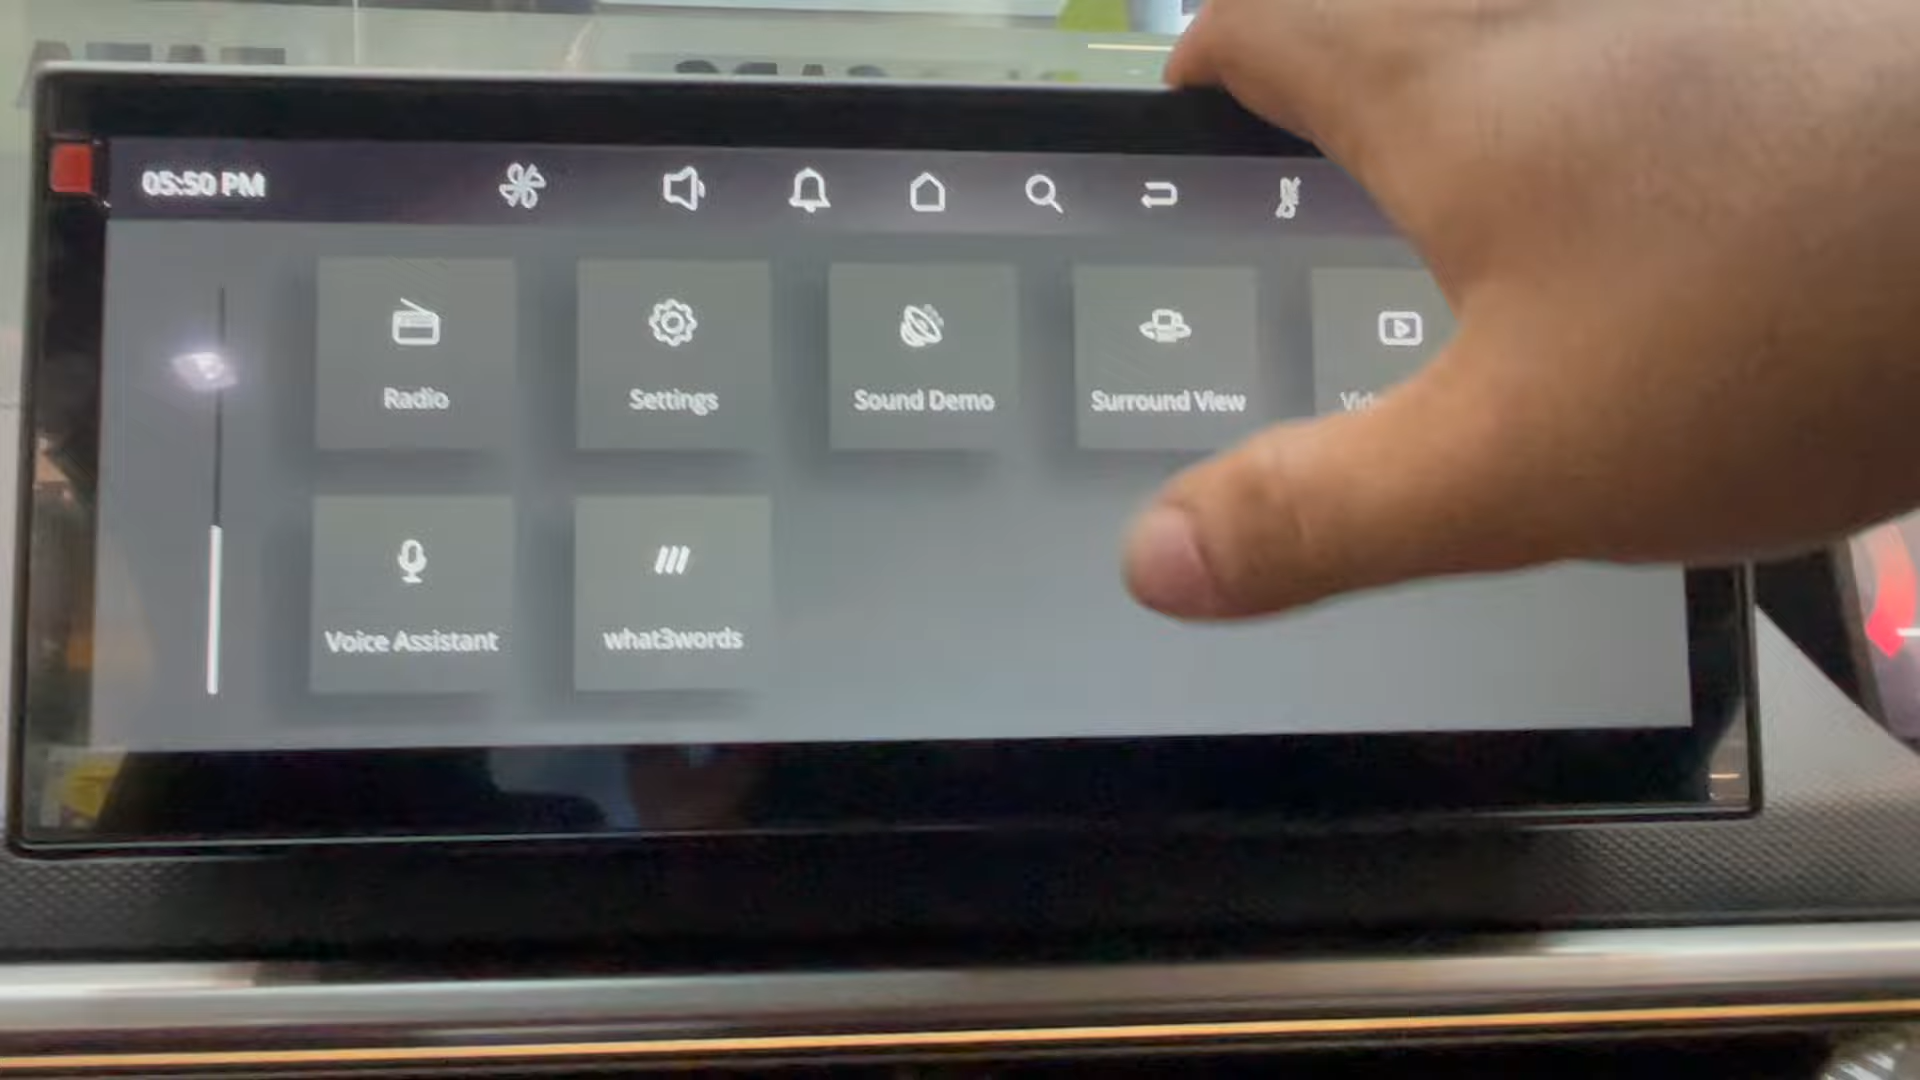 05:50 PM
Radio
Settings
Sound Demo
Surround View
Voice Assistant
what3words